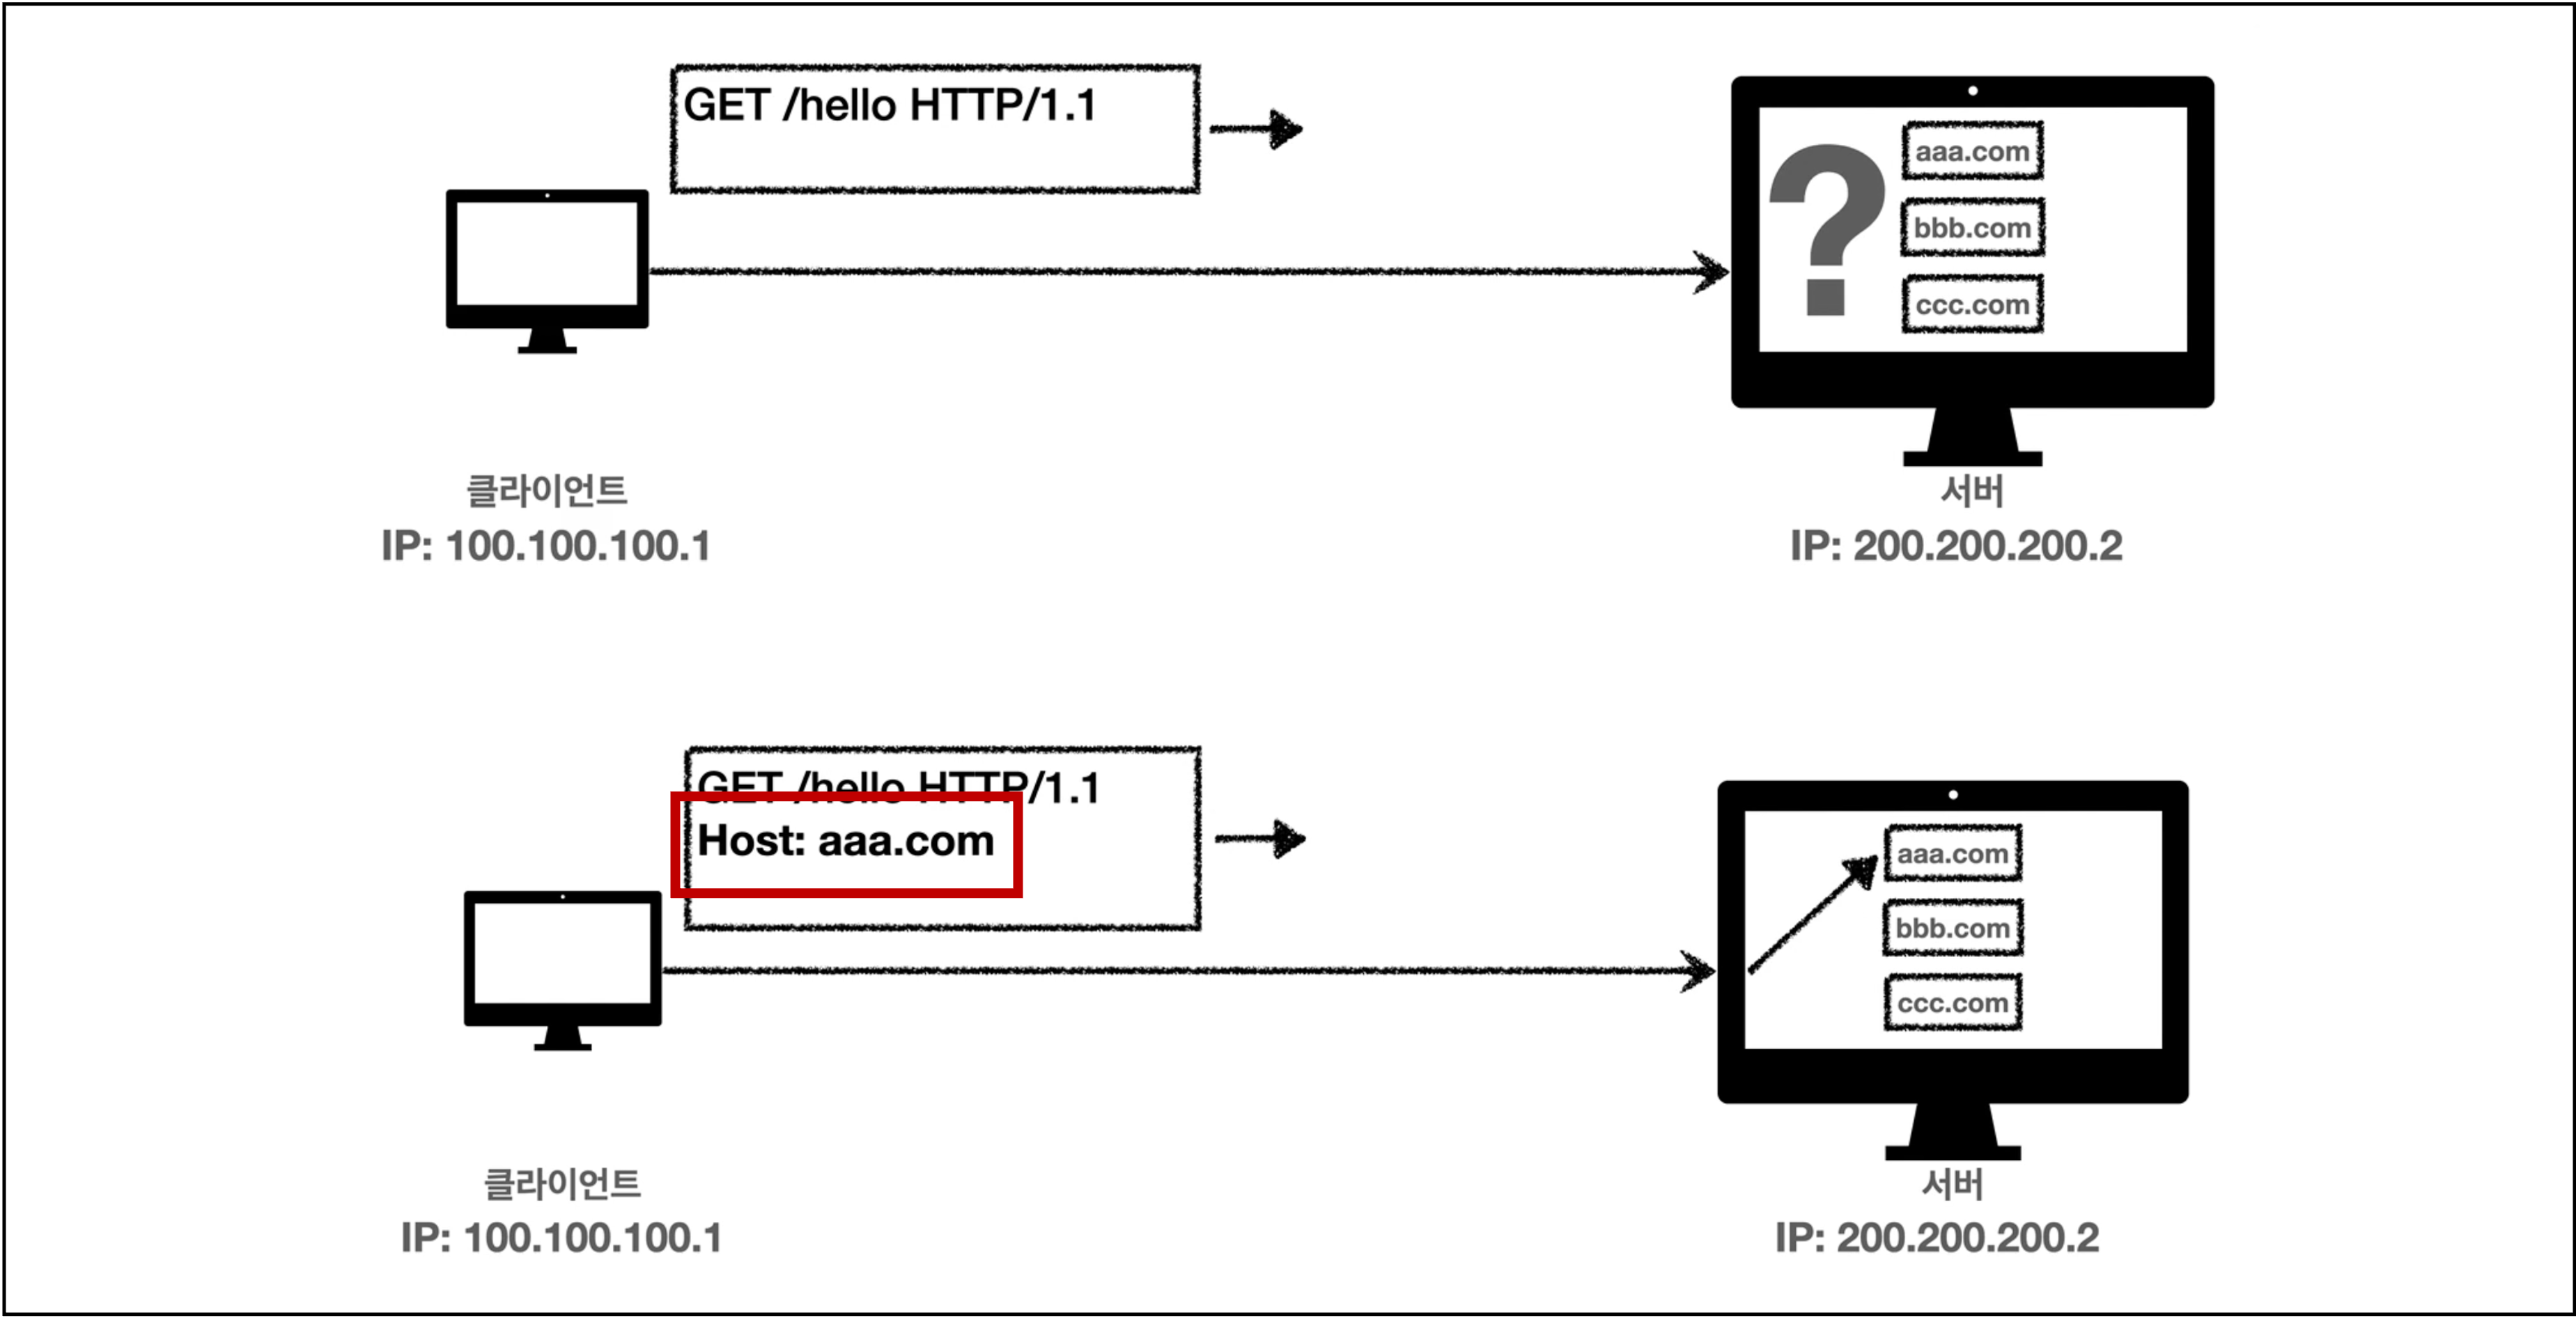 GET /hello HTTP/1.1
?
aaa.com
bbb.com
ccc.com
클라이언트
IP: 100.100.100.1
서버
IP: 200.200.200.2
GET /hello HTTP/1.1
Host: aaa.com
aaa.com
bbb.com
ccc.com
클라이언트
IP: 100.100.100.1
서버
IP: 200.200.200.2